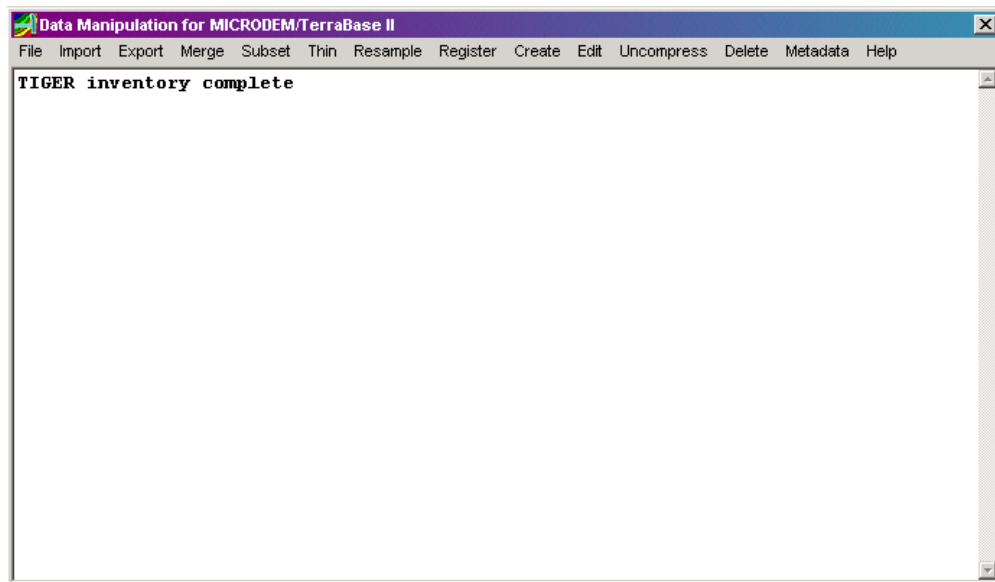 Data Manipulation for MICRODEM/TerraBase II
File Import Export Merge Subset Thin Resample Register Create Edit Uncompress Delete Metadata Help
TIGER inventory complete